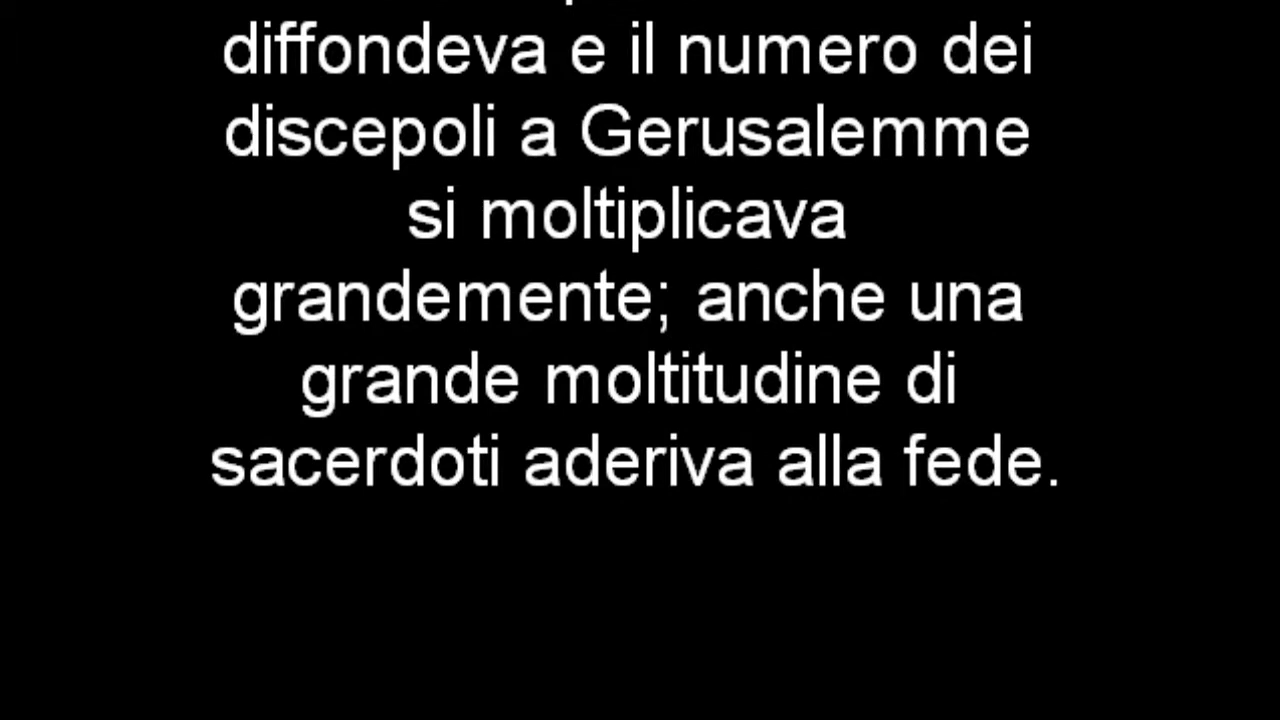 diffondeva e il numero dei
discepoli a Gerusalemme
si moltiplicava
grandemente; anche una
grande moltitudine di
sacerdoti aderiva alla fede.